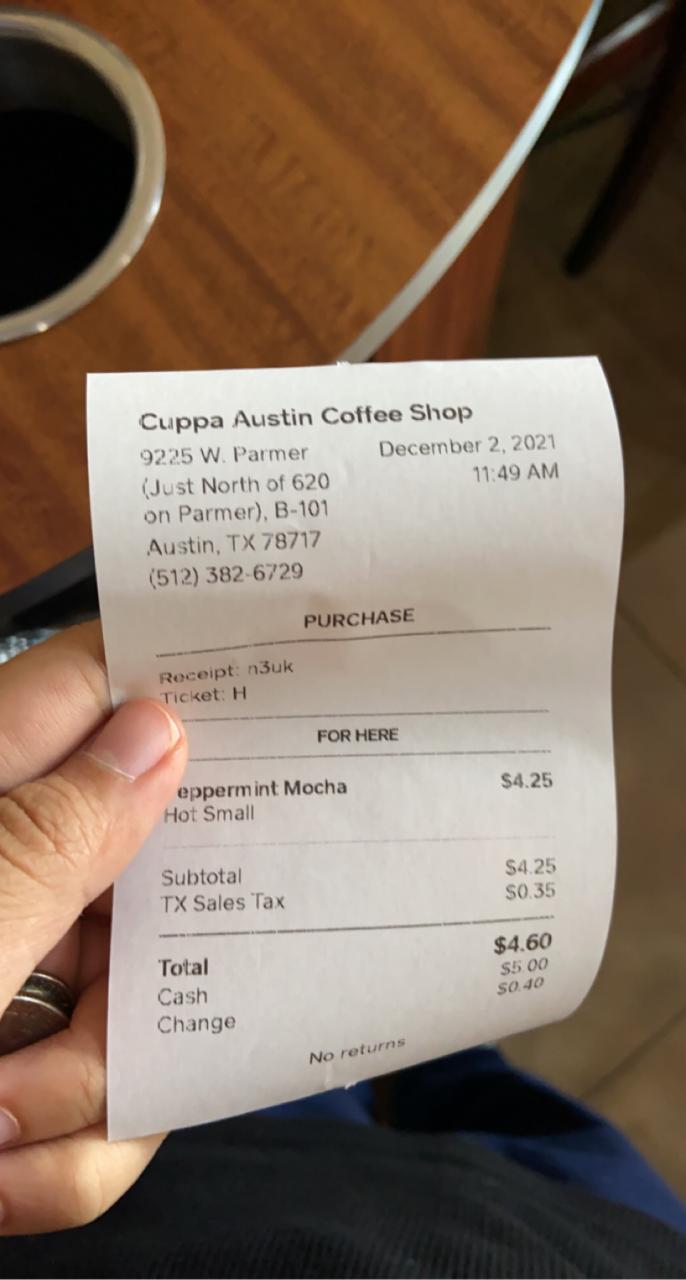 Cuppa Austin Coffee Shop
9225 W. Parmer
(Just North of 620
on Parmer), B-101
Austin, TX 78717
(512) 382-6729
December 2, 2021
11:49 AM
PURCHASE
Receipt: n3uk
Ticket: H
FOR HERE
eppermint Mocha $4.25
Hot Small
Subtotal $4.25
TX Sales Tax $0.35
Total $4.60
Cash $5.00
Change $0.40
No returns